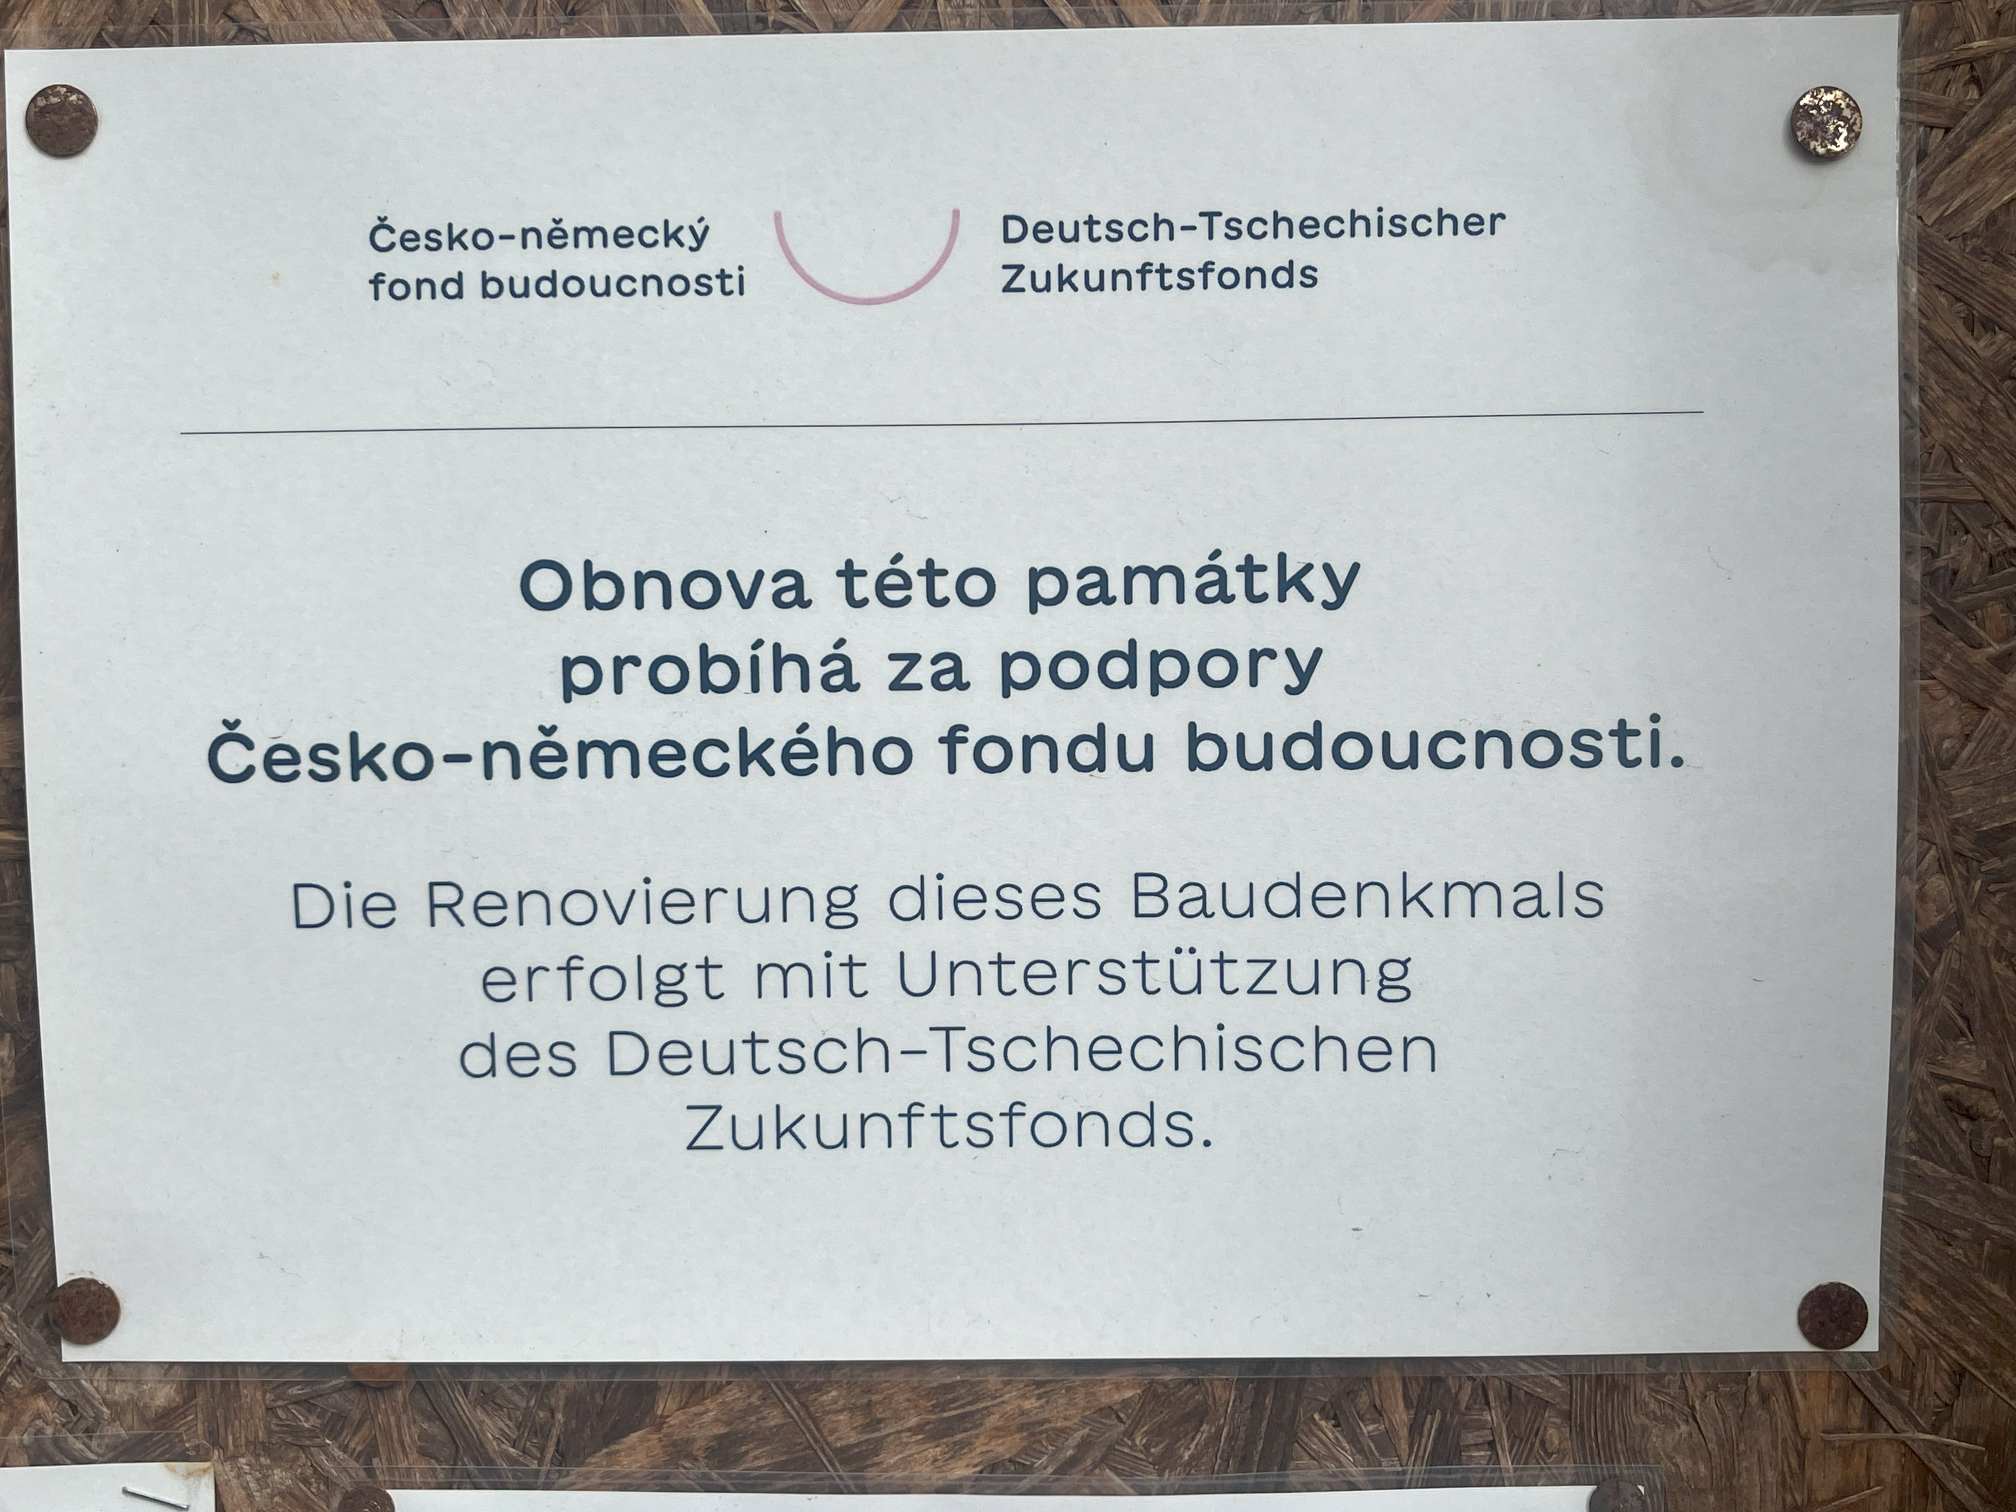 Česko-německý
fond budoucnosti
Deutsch-Tschechischer
Zukunftsfonds
Obnova této památky
probíhá za podpory
Česko-německého fondu budoucnosti.
Die Renovierung dieses Baudenkmals
erfolgt mit Unterstützung
des Deutsch-Tschechischen
Zukunftsfonds.